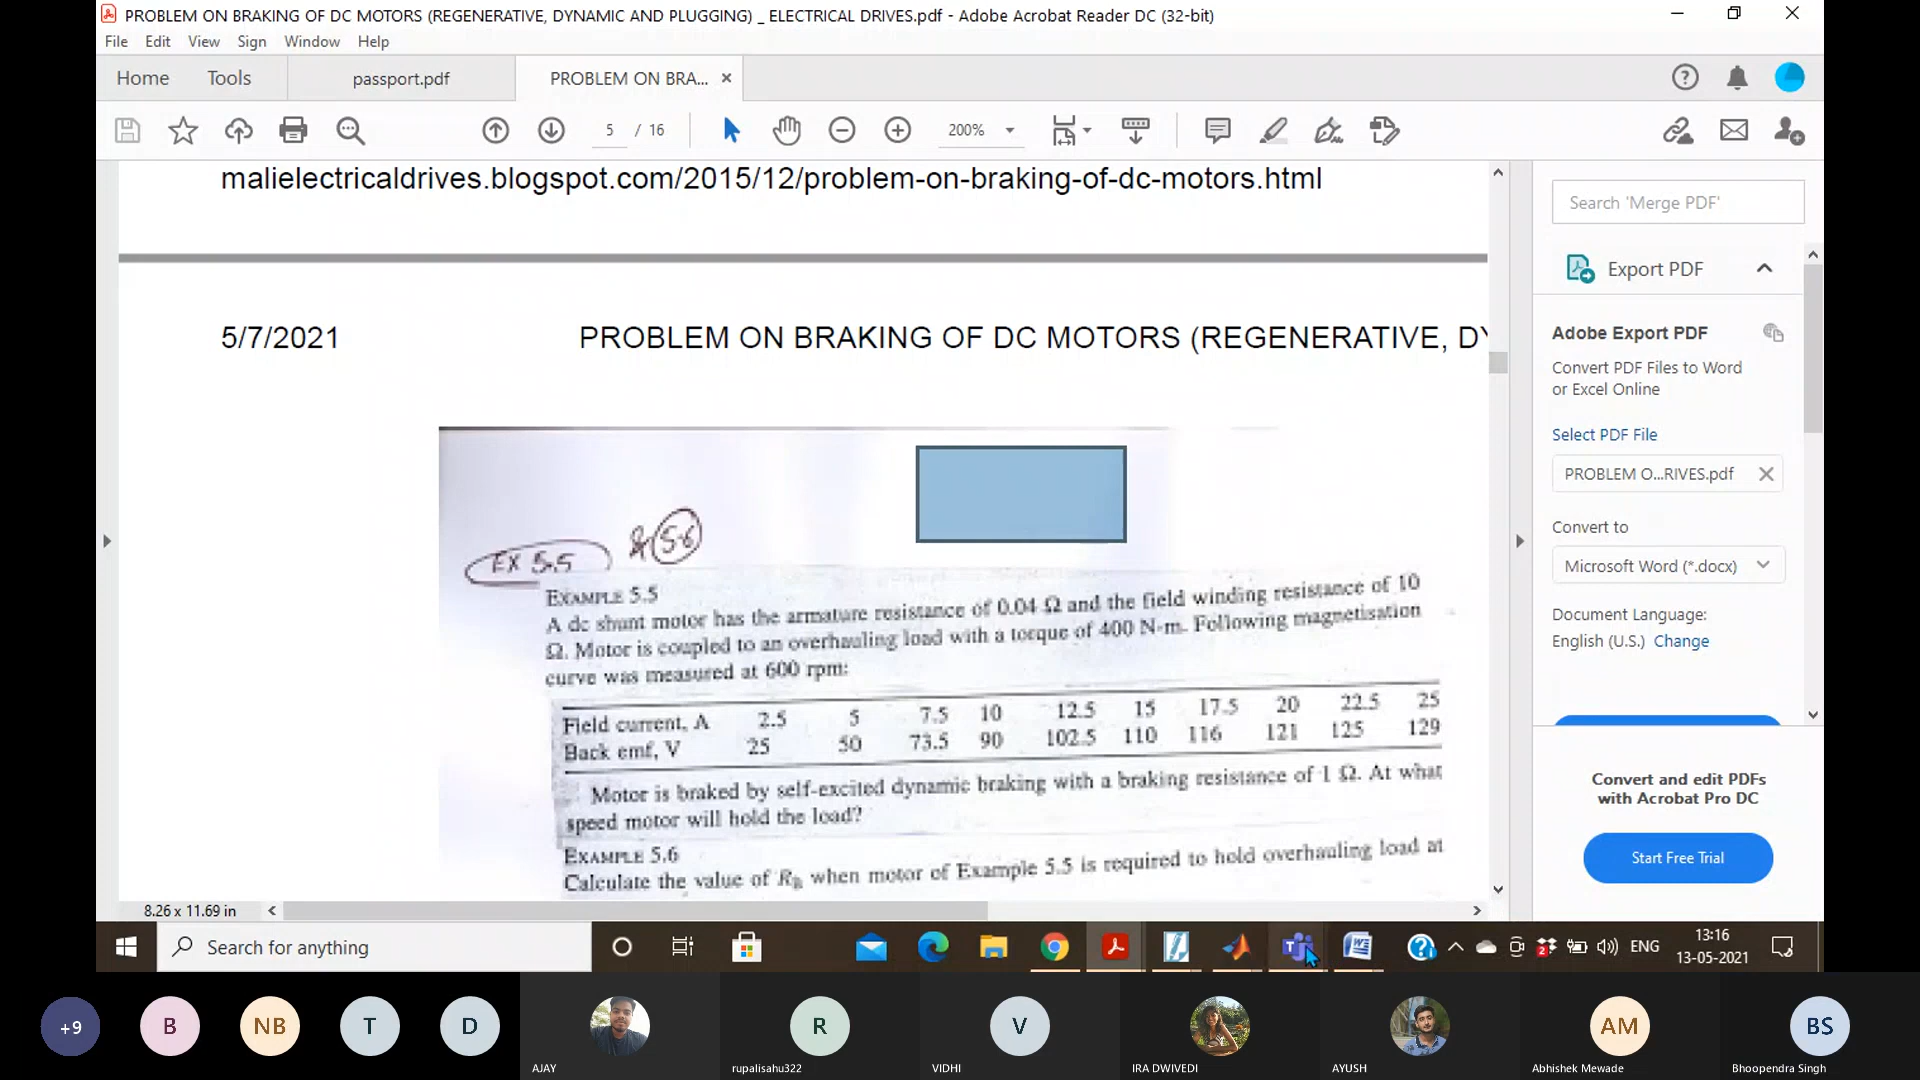 PROBLEM ON BRAKING OF DC MOTORS (REGENERATIVE, DYNAMIC AND PLUGGING) _ ELECTRICAL DRIVES.pdf - Adobe Acrobat Reader DC (32-bit)
File Edit View Sign Window Help
Home Tools passport.pdf PROBLEM ON BRA... ×
5 / 16 200%
malielectricaldrives.blogspot.com/2015/12/problem-on-braking-of-dc-motors.html
5/7/2021 PROBLEM ON BRAKING OF DC MOTORS (REGENERATIVE, DY
EX 5.5 & 5.6
EXAMPLE 5.5
A dc shunt motor has the armature resistance of 0.04 Ω and the field winding resistance of 10
Ω. Motor is coupled to an overhauling load with a torque of 400 N-m. Following magnetisation
curve was measured at 600 rpm:
Field current, A 2.5 5 7.5 10 12.5 15 17.5 20 22.5 25
Back emf, V 25 50 73.5 90 102.5 110 116 121 125 129
Motor is braked by self-excited dynamic braking with a braking resistance of 1 Ω. At what
speed motor will hold the load?
EXAMPLE 5.6
Calculate the value of RB when motor of Example 5.5 is required to hold overhauling load at
8.26 x 11.69 in
Search 'Merge PDF'
Export PDF
Adobe Export PDF
Convert PDF Files to Word
or Excel Online
Select PDF File
PROBLEM O...RIVES.pdf
Convert to
Microsoft Word (*.docx)
Document Language:
English (U.S.) Change
Convert and edit PDFs
with Acrobat Pro DC
Start Free Trial
Search for anything
ENG
13:16
13-05-2021
+9 B NB T D R V AM BS
AJAY rupalisahu322 VIDHI IRA DWIVEDI AYUSH Abhishek Mewade Bhoopendra Singh